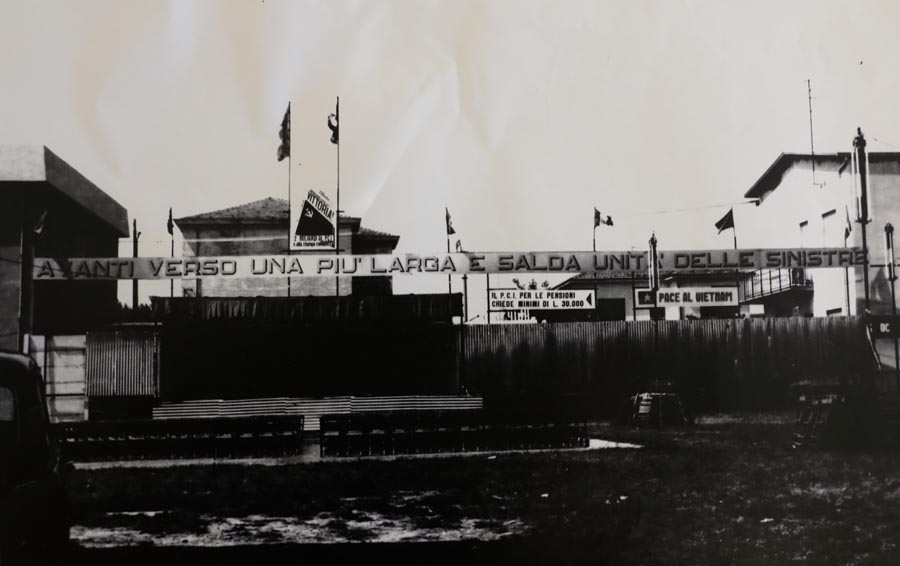 VITTORIA!
AVANTI VERSO UNA PIU' LARGA E SALDA UNITA' DELLE SINISTRE
IL P.C.I. PER LE PENSIONI
CHIEDE MINIMI DI L. 30.000
PACE AL VIETNAM